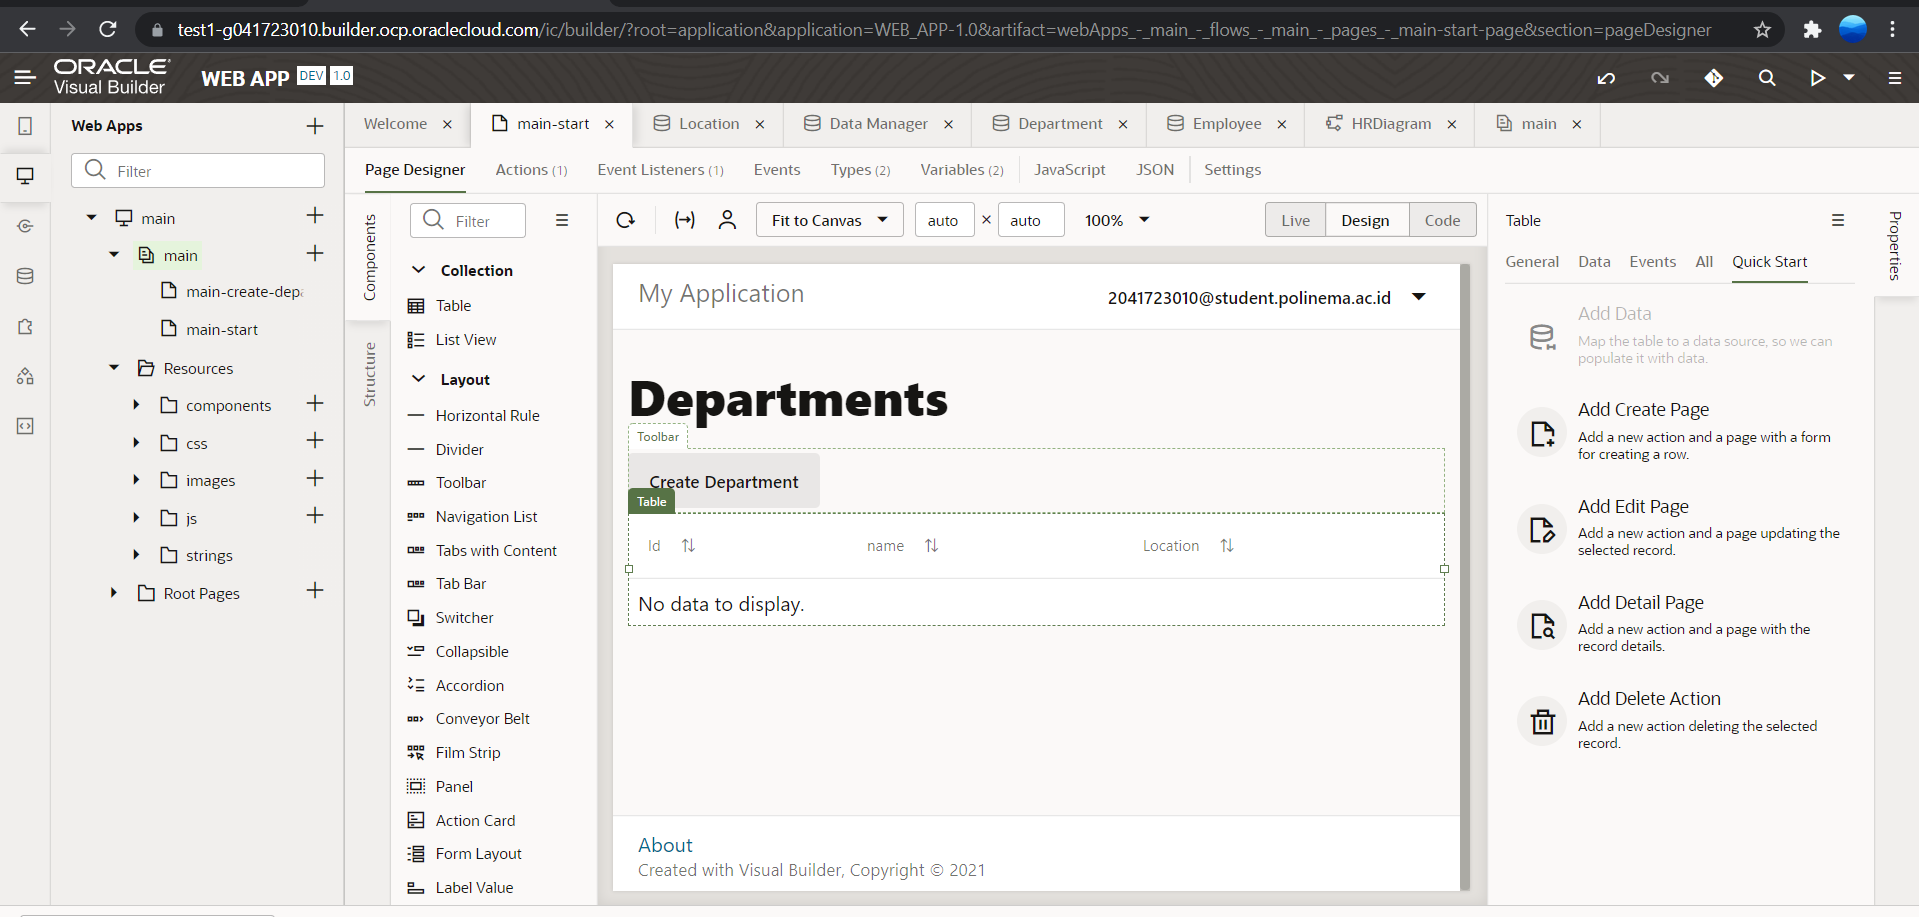 test1-g041723010.builder.ocp.oraclecloud.com/ic/builder/?root=application&application=WEB_APP-1.0&artifact=webApps_-_main_-_flows_-_main_-_pages_-_main-start-page&section=pageDesigner
ORACLE
Visual Builder
WEB APP DEV 1.0
Web Apps
Filter
main
main
main-create-depa
main-start
Resources
components
css
images
js
strings
Root Pages
Welcome
main-start
Location
Data Manager
Department
Employee
HRDiagram
main
Page Designer
Actions (1)
Event Listeners (1)
Events
Types (2)
Variables (2)
JavaScript
JSON
Settings
Components
Structure
Filter
Collection
Table
List View
Layout
Horizontal Rule
Divider
Toolbar
Navigation List
Tabs with Content
Tab Bar
Switcher
Collapsible
Accordion
Conveyor Belt
Film Strip
Panel
Action Card
Form Layout
Label Value
Fit to Canvas
auto × auto
100%
Live Design Code
My Application
2041723010@student.polinema.ac.id
Departments
Toolbar
Create Department
Table
Id
name
Location
No data to display.
About
Created with Visual Builder, Copyright © 2021
Table
General Data Events All Quick Start
Add Data
Map the table to a data source, so we can
populate it with data.
Add Create Page
Add a new action and a page with a form
for creating a row.
Add Edit Page
Add a new action and a page updating the
selected record.
Add Detail Page
Add a new action and a page with the
record details.
Add Delete Action
Add a new action deleting the selected
record.
Properties